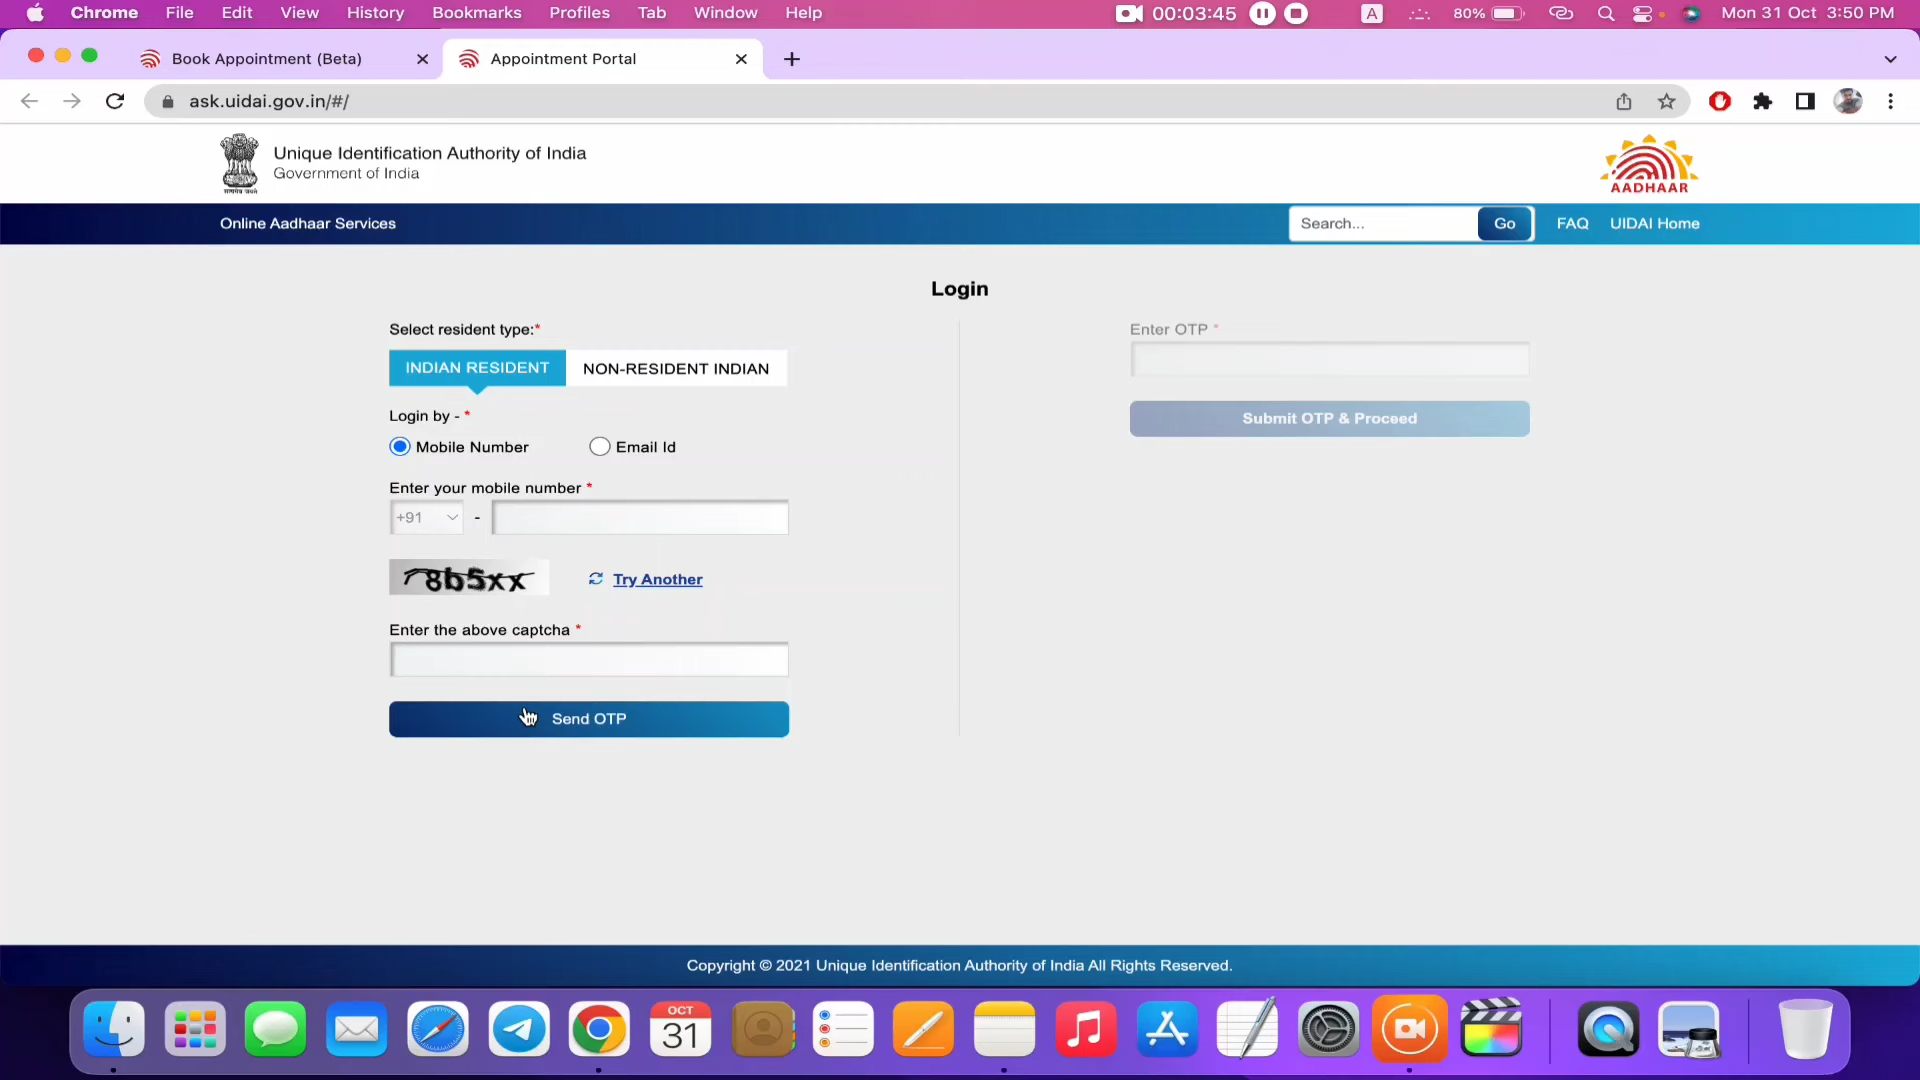 Chrome File Edit View History Bookmarks Profiles Tab Window Help 00:03:45 A 80% Mon 31 Oct 3:50 PM
Book Appointment (Beta) Appointment Portal
ask.uidai.gov.in/#/
Unique Identification Authority of India
Government of India
सत्यमेव जयते
AADHAAR
Online Aadhaar Services Search... Go FAQ UIDAI Home
Login
Select resident type:*
INDIAN RESIDENT NON-RESIDENT INDIAN
Login by - *
Mobile Number Email Id
Enter your mobile number *
+91 -
8b5xx Try Another
Enter the above captcha *
Send OTP
Enter OTP *
Submit OTP & Proceed
Copyright © 2021 Unique Identification Authority of India All Rights Reserved.
OCT
31